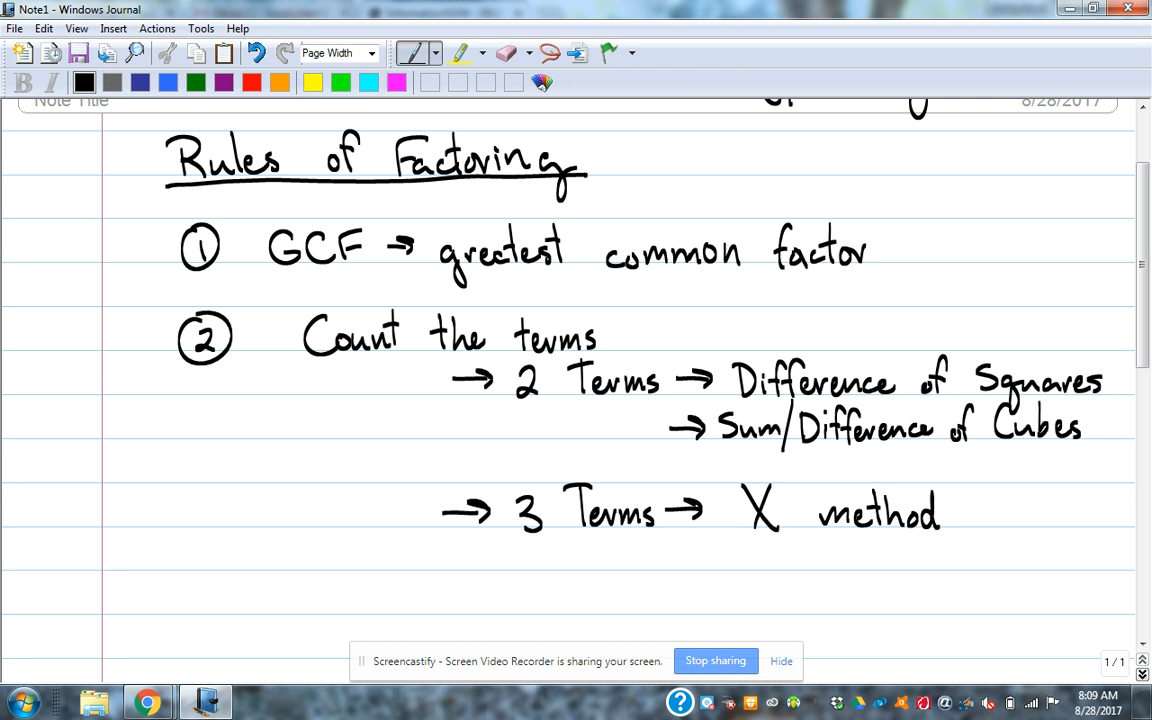 Note1 - Windows Journal
File Edit View Insert Actions Tools Help
Page Width
B I
Note Title 8/28/2017
Rules of Factoring
① GCF → greatest common factor
② Count the terms
→ 2 Terms → Difference of Squares
→ Sum/Difference of Cubes
→ 3 Terms → X method
Screencastify - Screen Video Recorder is sharing your screen. Stop sharing Hide
1 / 1
8:09 AM
8/28/2017